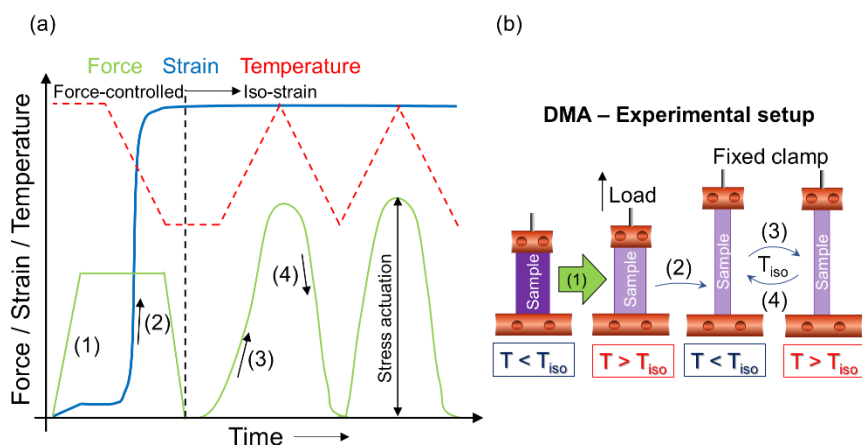 (a)
Force Strain Temperature
Force-controlled Iso-strain
Force / Strain / Temperature
(1)
(2)
(3)
(4)
Stress actuation
Time
(b)
DMA – Experimental setup
Fixed clamp
Load
Sample
(1)
Sample
(2)
Sample
(3)
Tiso
(4)
Sample
T < Tiso
T > Tiso
T < Tiso
T > Tiso